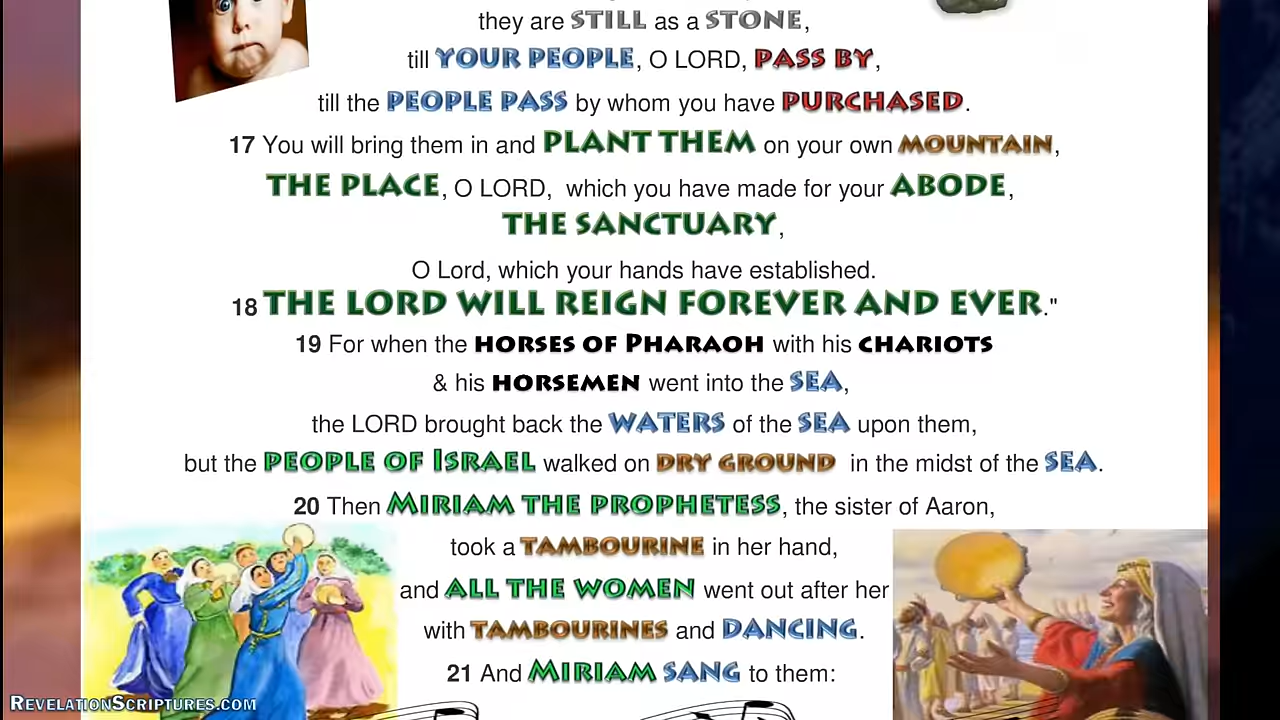 they are STILL as a STONE,
till YOUR PEOPLE, O LORD, PASS BY,
till the PEOPLE PASS by whom you have PURCHASED.
17 You will bring them in and PLANT THEM on your own MOUNTAIN,
THE PLACE, O LORD, which you have made for your ABODE,
THE SANCTUARY,
O Lord, which your hands have established.
18 THE LORD WILL REIGN FOREVER AND EVER."
19 For when the HORSES OF PHARAOH with his CHARIOTS
& his HORSEMEN went into the SEA,
the LORD brought back the WATERS of the SEA upon them,
but the PEOPLE OF ISRAEL walked on DRY GROUND in the midst of the SEA.
20 Then MIRIAM THE PROPHETESS, the sister of Aaron,
took a TAMBOURINE in her hand,
and ALL THE WOMEN went out after her
with TAMBOURINES and DANCING.
21 And MIRIAM SANG to them:
REVELATIONSCRIPTURES.COM